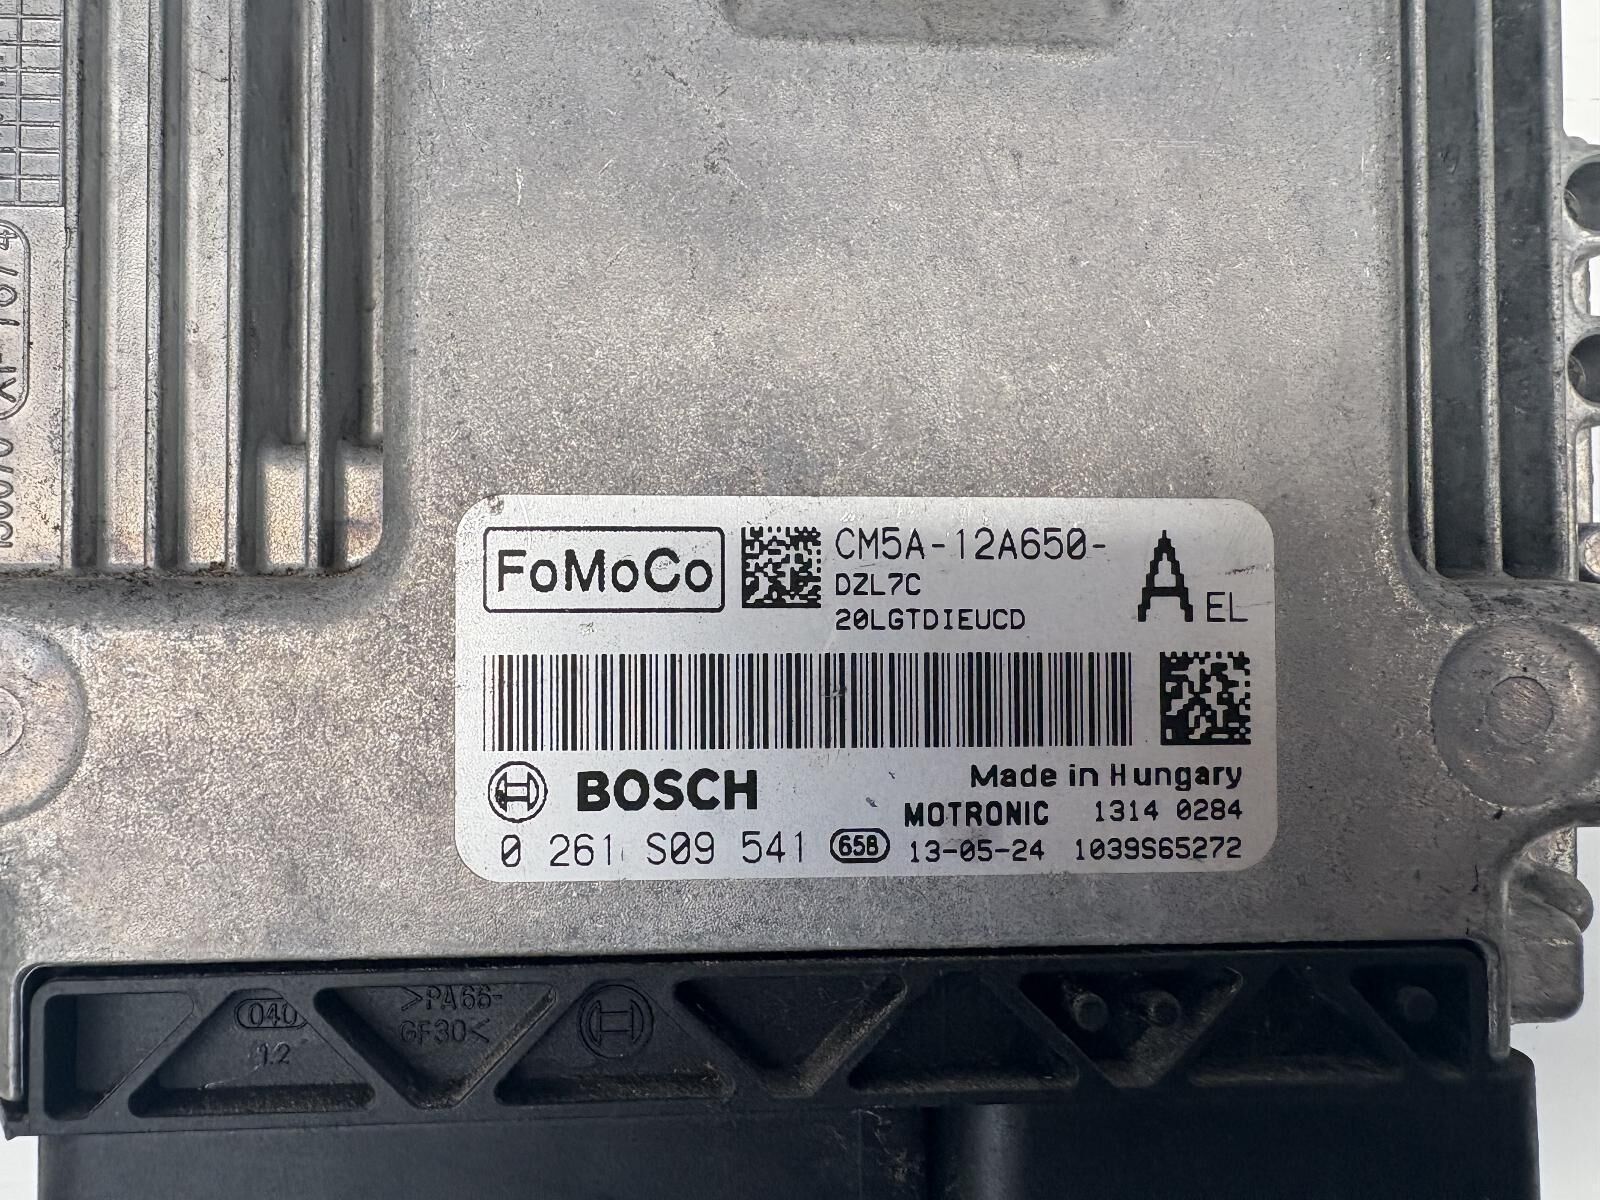 FoMoCo
CM5A-12A650-
DZL7C
20LGTDIEUCD
A EL
BOSCH
Made in Hungary
MOTRONIC 1314 0284
0 261 S09 541 658 13-05-24 1039S65272
040
>PA66-
GF30<